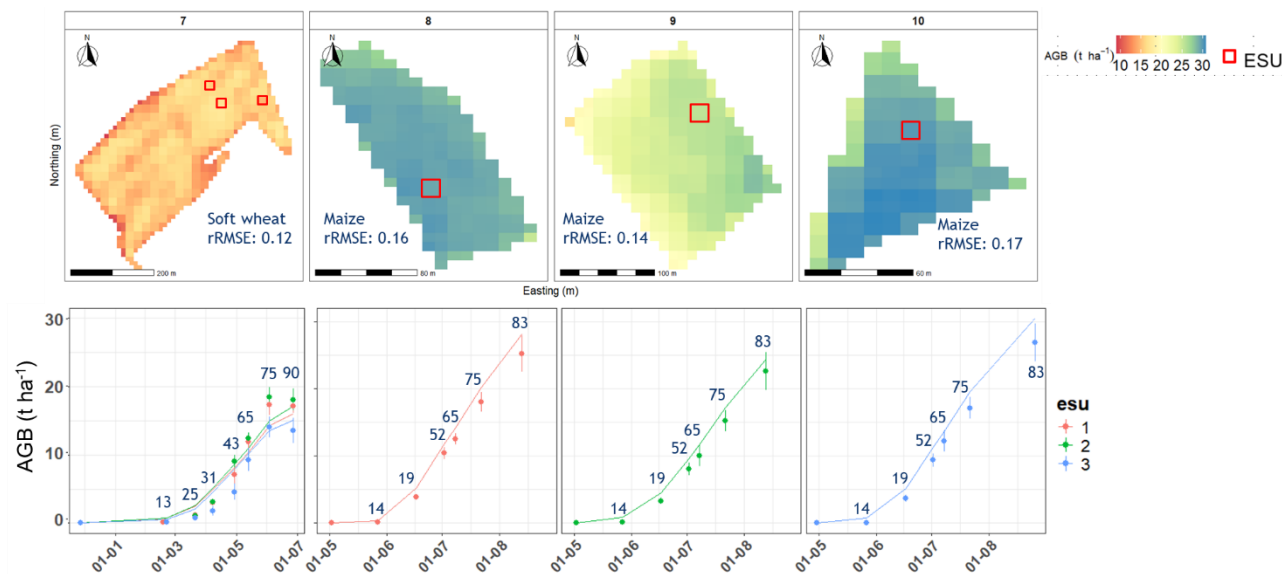 7
8
9
10
N
N
N
N
AGB (t ha⁻¹)
10 15 20 25 30
ESU
Northing (m)
Soft wheat
rRMSE: 0.12
Maize
rRMSE: 0.16
Maize
rRMSE: 0.14
Maize
rRMSE: 0.17
200 m
80 m
100 m
60 m
Easting (m)
AGB (t ha⁻¹)
30
20
10
0
13
25
31
43
65
75
90
14
19
52
65
75
83
14
19
52
65
75
83
14
19
52
65
75
83
01-01
01-03
01-05
01-07
01-05
01-06
01-07
01-08
01-05
01-06
01-07
01-08
01-05
01-06
01-07
01-08
esu
1
2
3